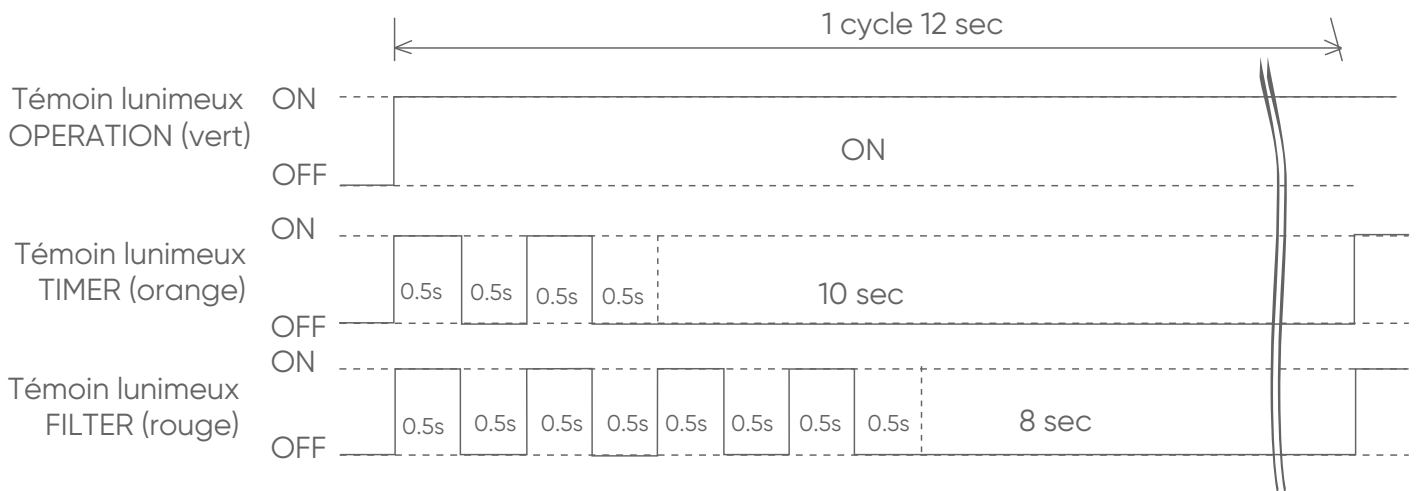 1 cycle 12 sec
Témoin lunimeux ON
OPERATION (vert)
ON
OFF
ON
Témoin lunimeux
TIMER (orange)
0.5s 0.5s 0.5s 0.5s 10 sec
OFF
ON
Témoin lunimeux
FILTER (rouge)
0.5s 0.5s 0.5s 0.5s 0.5s 0.5s 0.5s 0.5s 8 sec
OFF